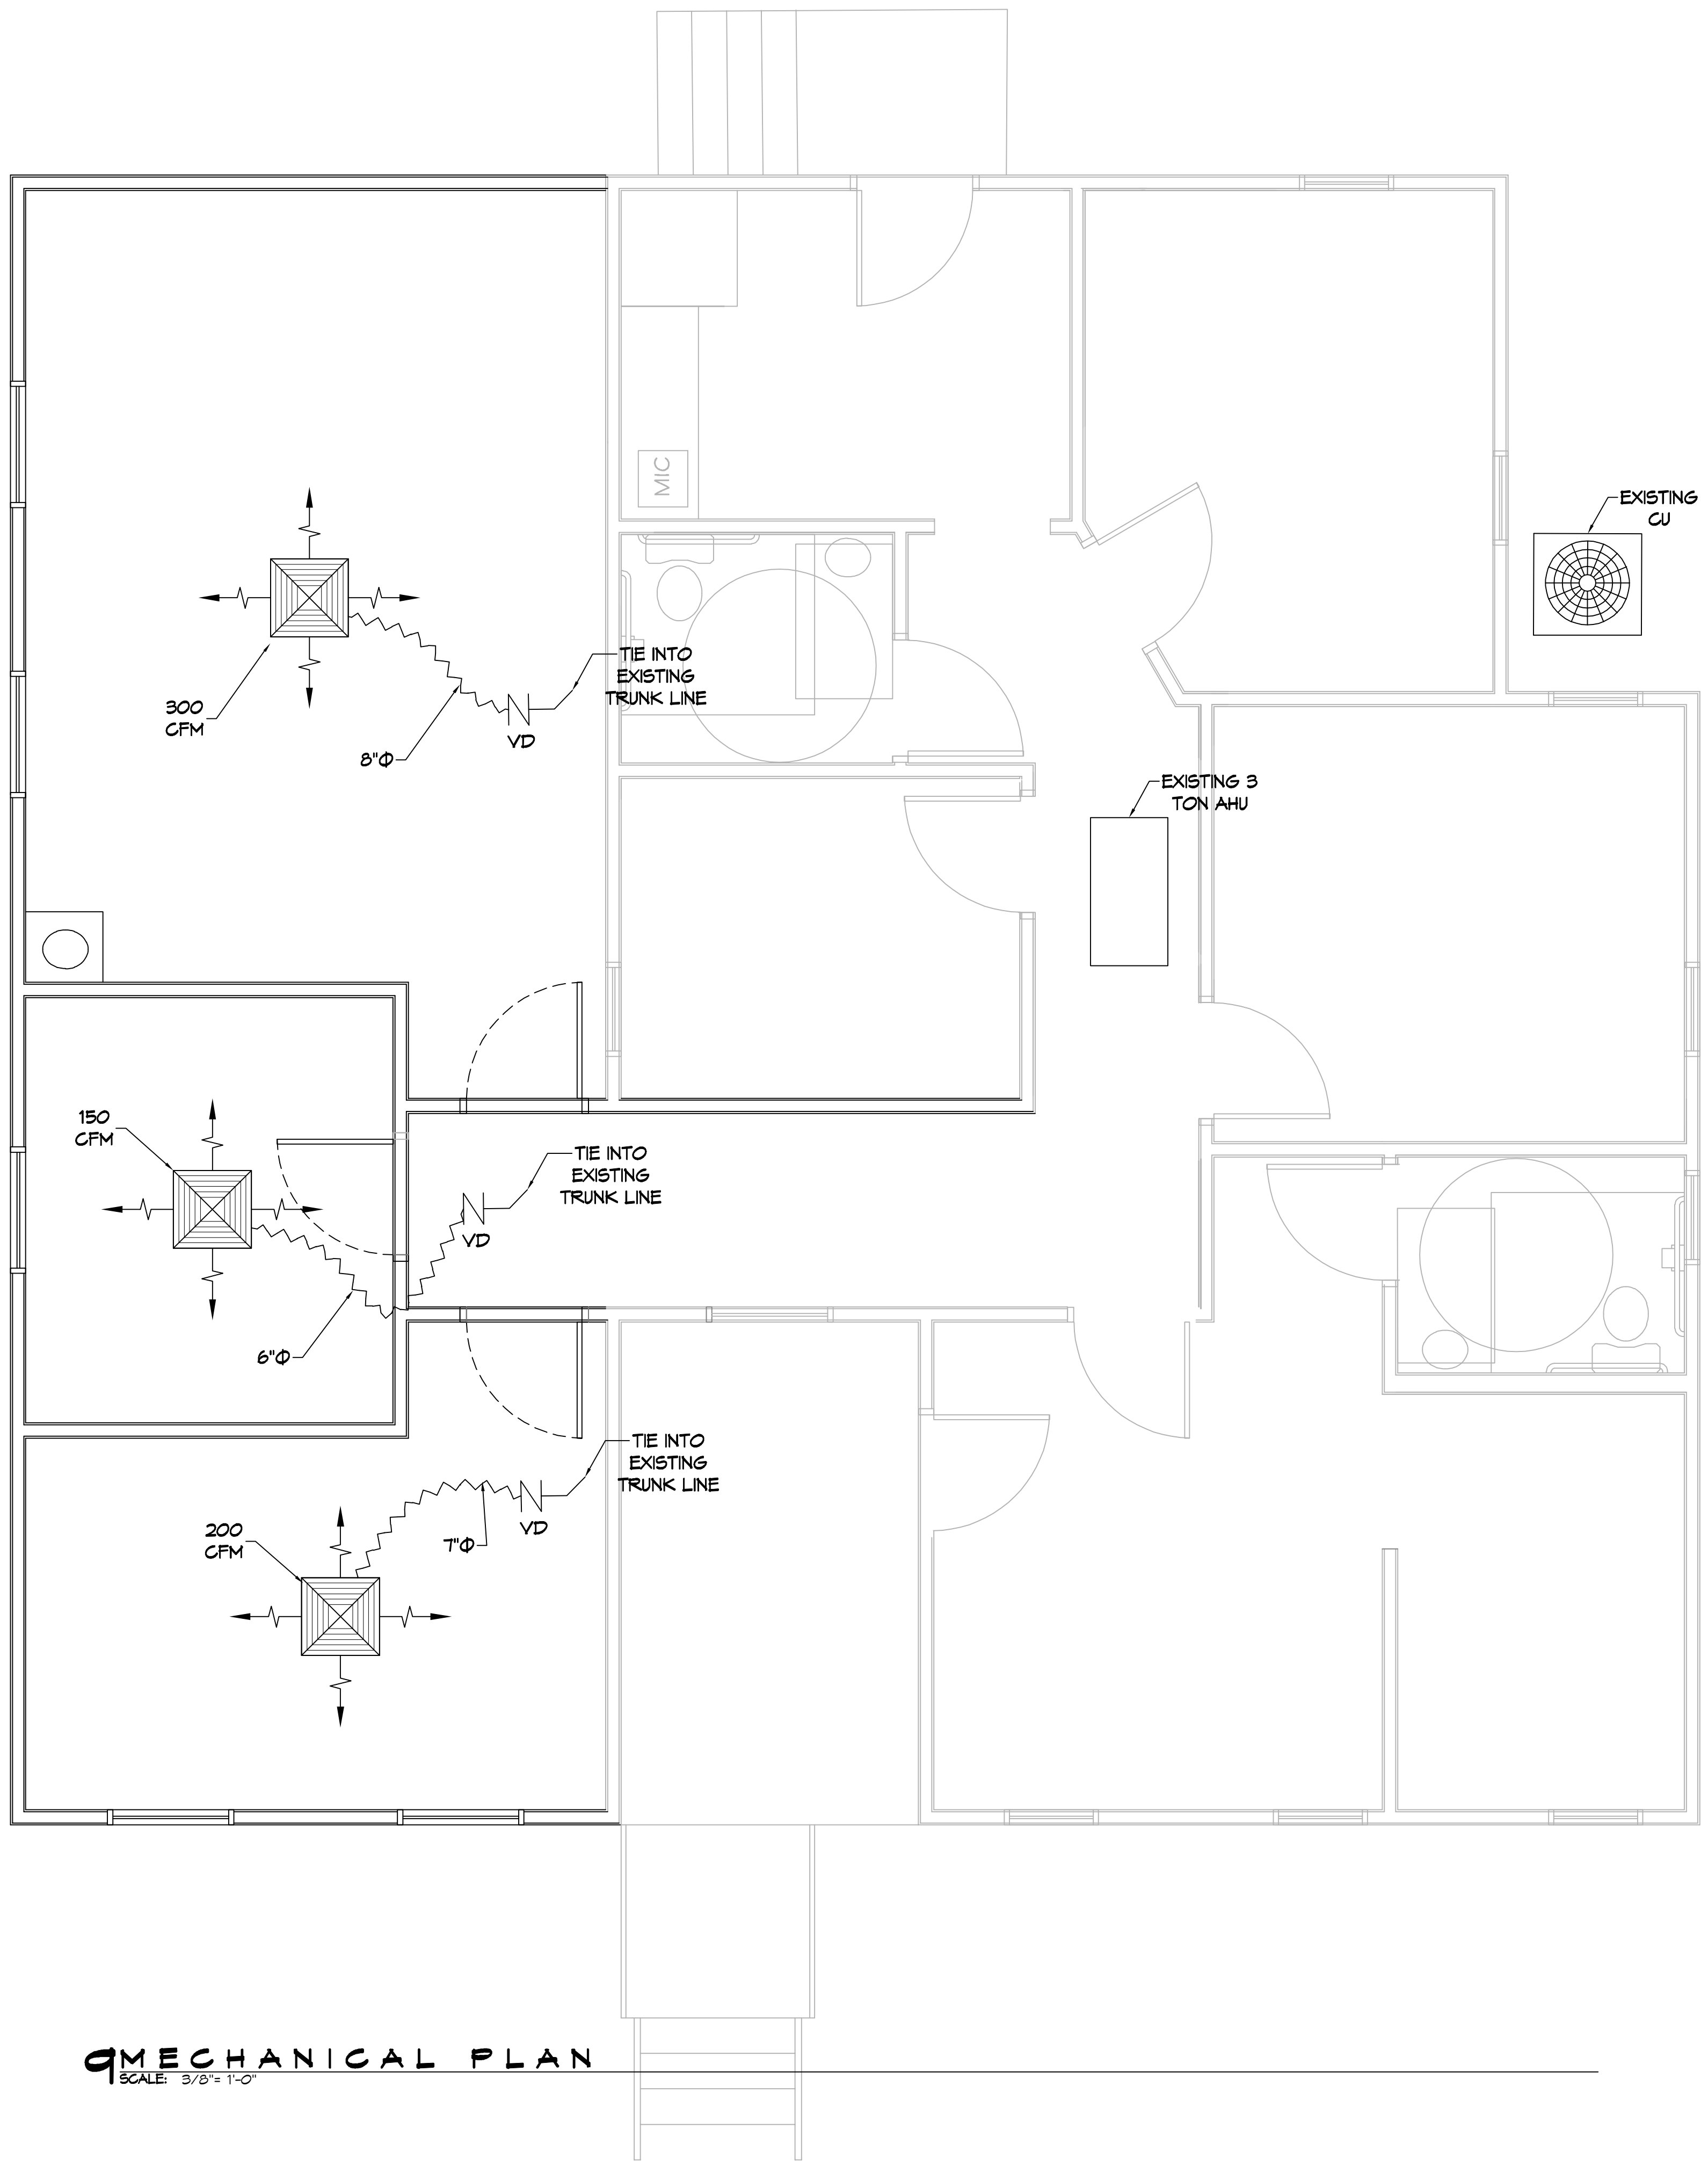 MIC
EXISTING
CU
TIE INTO
EXISTING
TRUNK LINE
300
CFM
VD
8"Φ
EXISTING 3
TON AHU
150
CFM
TIE INTO
EXISTING
TRUNK LINE
VD
6"Φ
TIE INTO
EXISTING
TRUNK LINE
200
CFM
VD
7"Φ
9 MECHANICAL PLAN
SCALE: 3/8"= 1'-0"